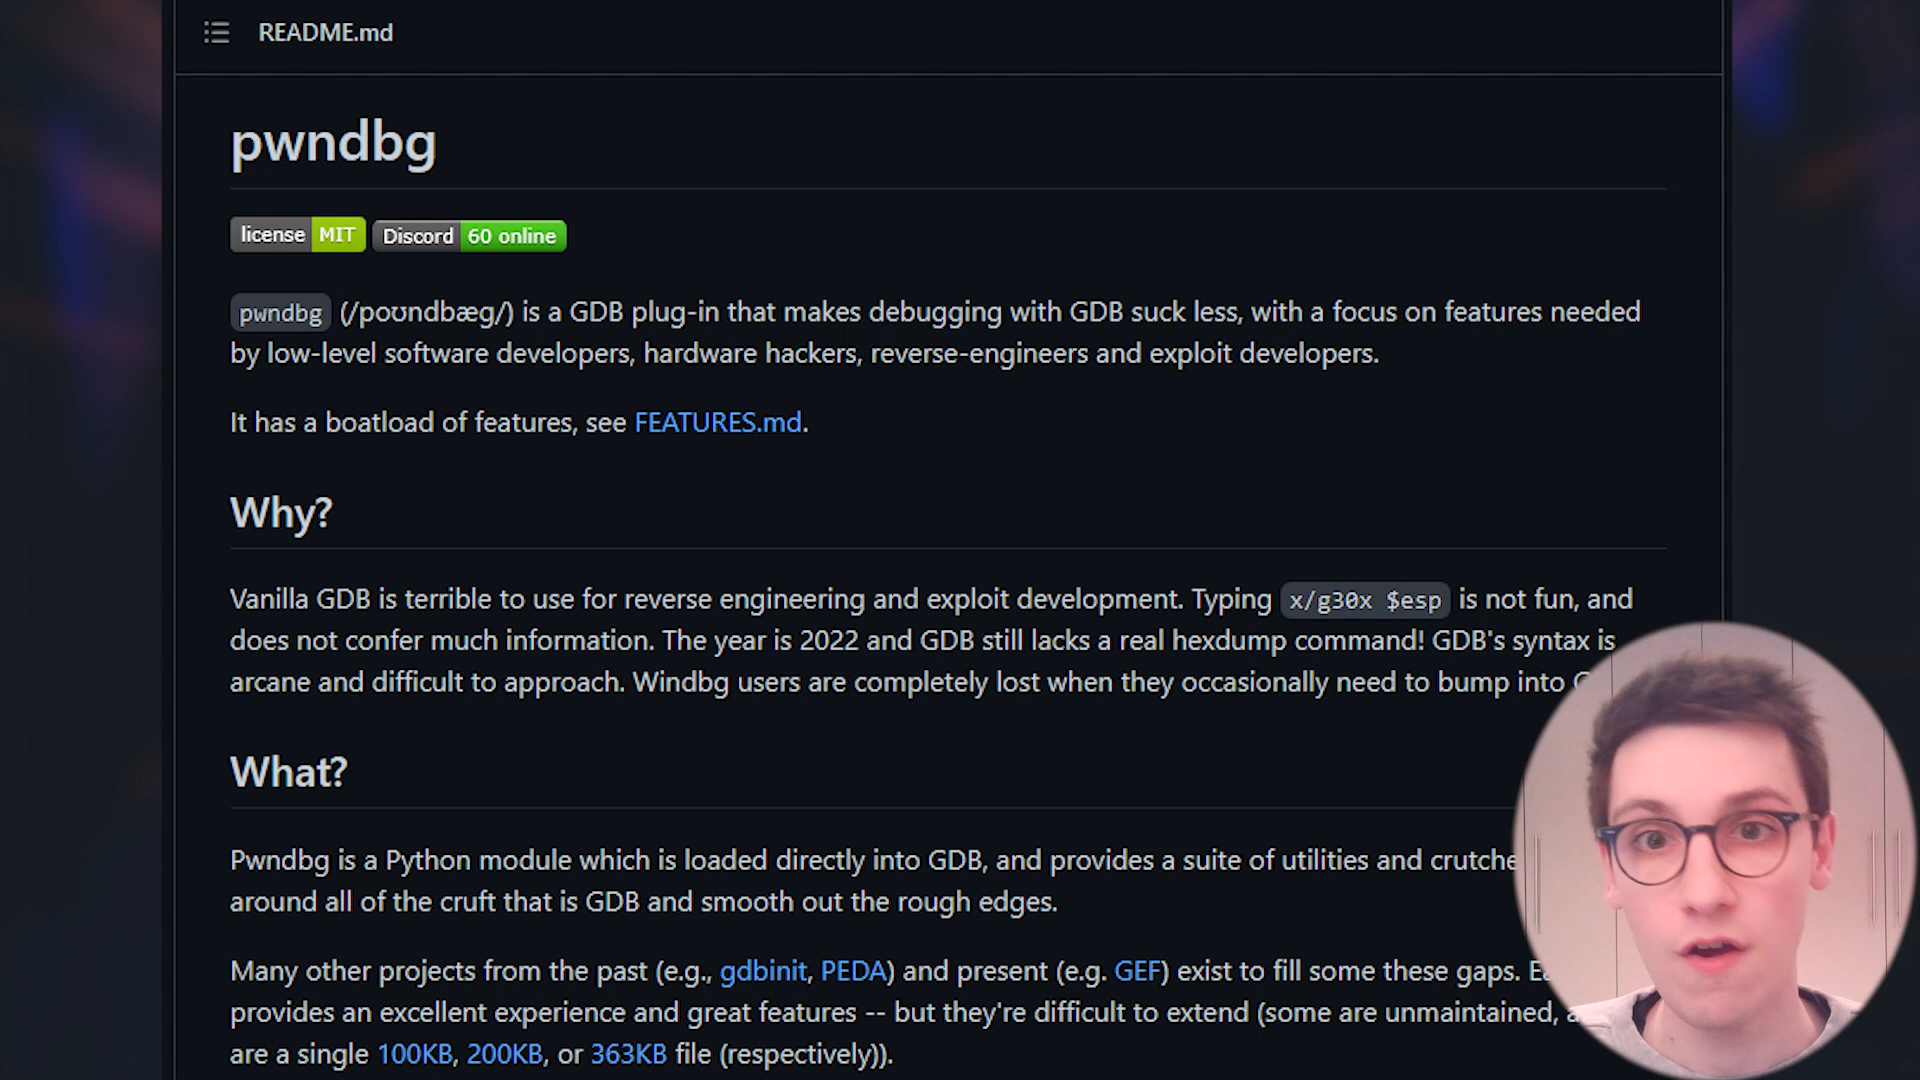 README.md
pwndbg
license MIT Discord 60 online
pwndbg (/poʊndbæg/) is a GDB plug-in that makes debugging with GDB suck less, with a focus on features needed
by low-level software developers, hardware hackers, reverse-engineers and exploit developers.
It has a boatload of features, see FEATURES.md.
Why?
Vanilla GDB is terrible to use for reverse engineering and exploit development. Typing x/g30x $esp is not fun, and
does not confer much information. The year is 2022 and GDB still lacks a real hexdump command! GDB's syntax is
arcane and difficult to approach. Windbg users are completely lost when they occasionally need to bump into
What?
Pwndbg is a Python module which is loaded directly into GDB, and provides a suite of utilities and
around all of the cruft that is GDB and smooth out the rough edges.
Many other projects from the past (e.g., gdbinit, PEDA) and present (e.g. GEF) exist to fill some these gaps.
provides an excellent experience and great features -- but they're difficult to extend (some are unmaintained,
are a single 100KB, 200KB, or 363KB file (respectively)).